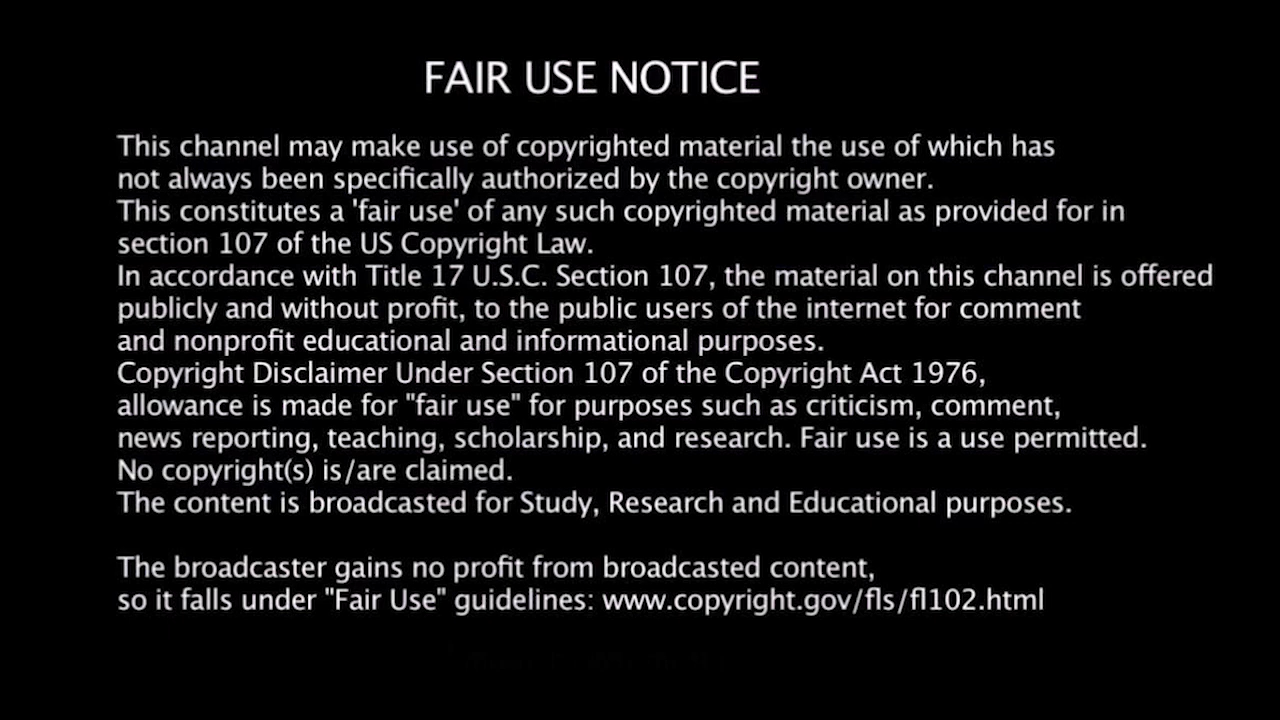 FAIR USE NOTICE
This channel may make use of copyrighted material the use of which has
not always been specifically authorized by the copyright owner.
This constitutes a 'fair use' of any such copyrighted material as provided for in
section 107 of the US Copyright Law.
In accordance with Title 17 U.S.C. Section 107, the material on this channel is offered
publicly and without profit, to the public users of the internet for comment
and nonprofit educational and informational purposes.
Copyright Disclaimer Under Section 107 of the Copyright Act 1976,
allowance is made for "fair use" for purposes such as criticism, comment,
news reporting, teaching, scholarship, and research. Fair use is a use permitted.
No copyright(s) is/are claimed.
The content is broadcasted for Study, Research and Educational purposes.
The broadcaster gains no profit from broadcasted content,
so it falls under "Fair Use" guidelines: www.copyright.gov/fls/fl102.html